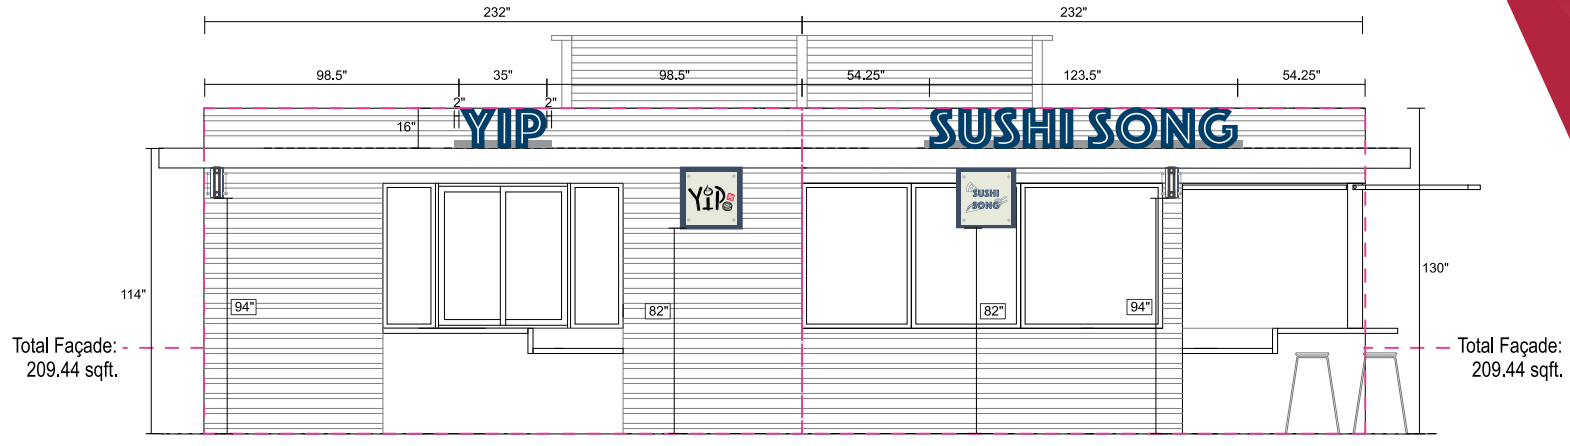 232"
232"
98.5"
35"
98.5"
54.25"
123.5"
54.25"
2"
2"
16"
YIP
SUSHI SONG
YIP
SUSHI
SONG
114"
94"
82"
82"
94"
130"
Total Façade:
209.44 sqft.
Total Façade:
209.44 sqft.